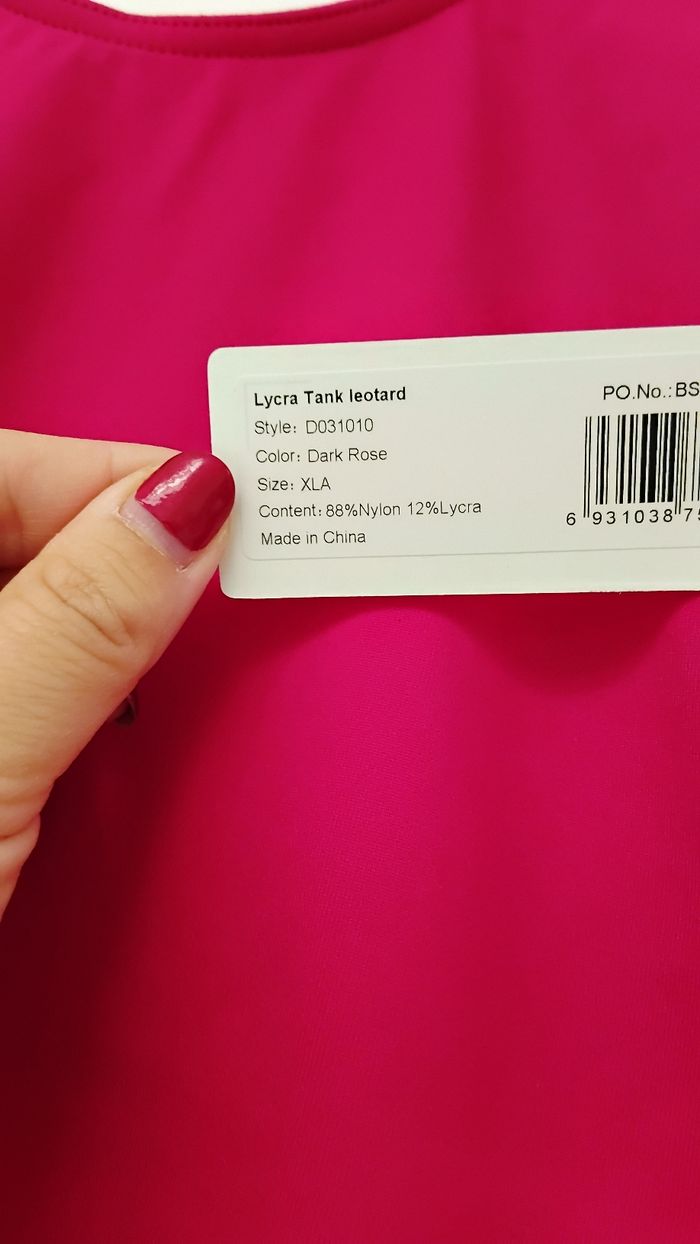 Lycra Tank leotard
Style: D031010
Color: Dark Rose
Size: XLA
Content: 88%Nylon 12%Lycra
Made in China
PO.No.:BS
6 931038 7